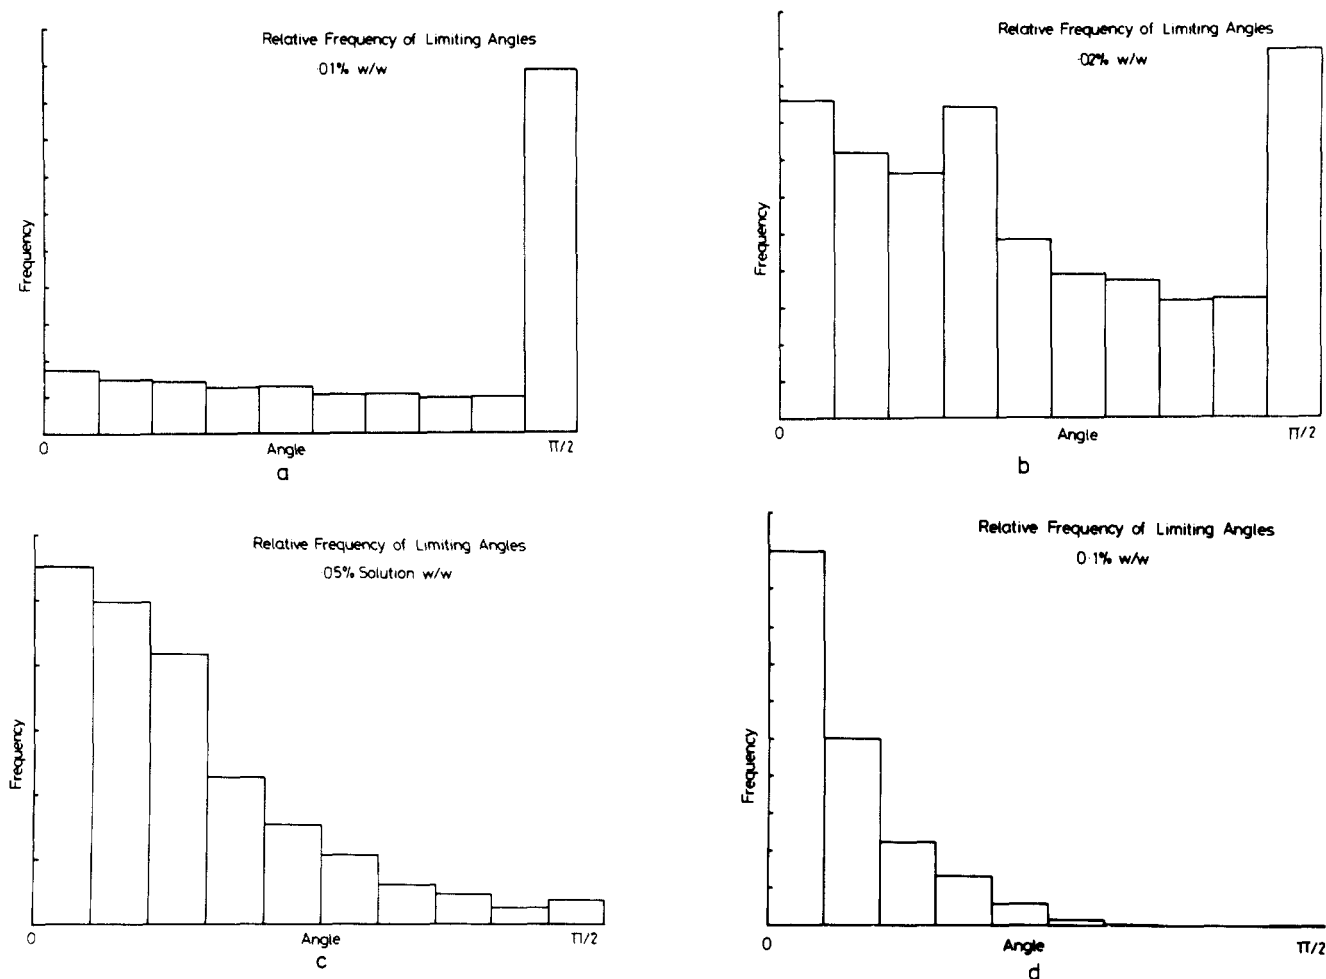 Relative Frequency of Limiting Angles
·01% w/w
Frequency
0
Angle
π/2
a
Relative Frequency of Limiting Angles
·02% w/w
Frequency
0
Angle
π/2
b
Relative Frequency of Limiting Angles
·05% Solution w/w
Frequency
0
Angle
π/2
c
Relative Frequency of Limiting Angles
0·1% w/w
Frequency
0
Angle
π/2
d